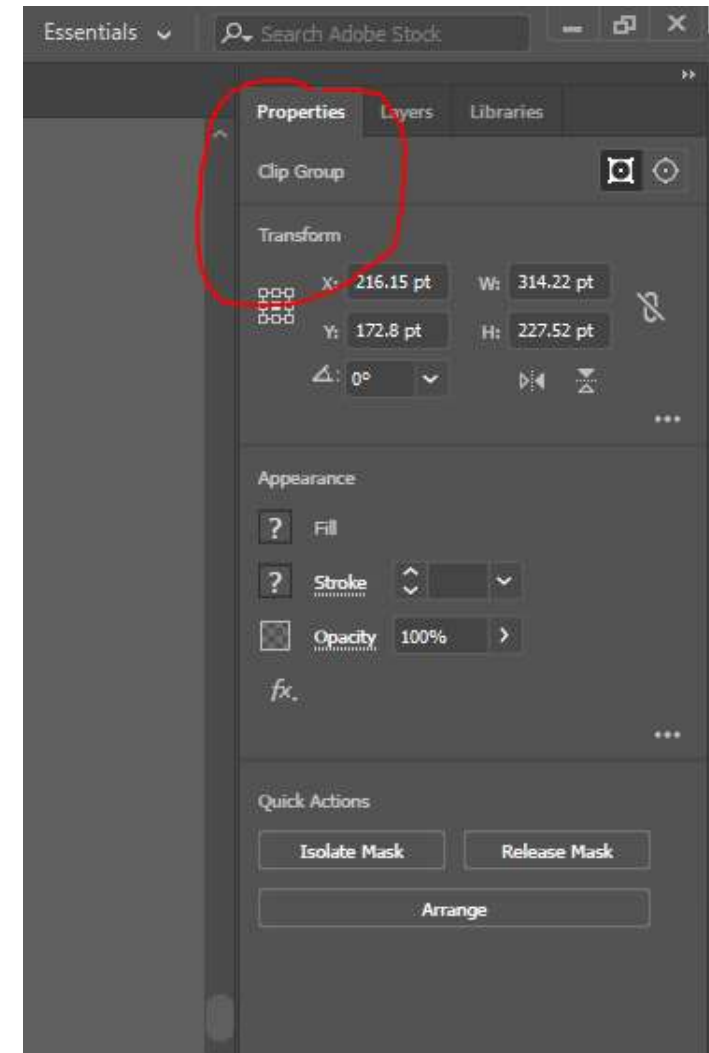 Essentials Search Adobe Stock
Properties Layers Libraries
Clip Group
Transform
X: 216.15 pt W: 314.22 pt
Y: 172.8 pt H: 227.52 pt
: 0°
Appearance
? Fill
? Stroke
Opacity 100%
fx.
Quick Actions
Isolate Mask Release Mask
Arrange